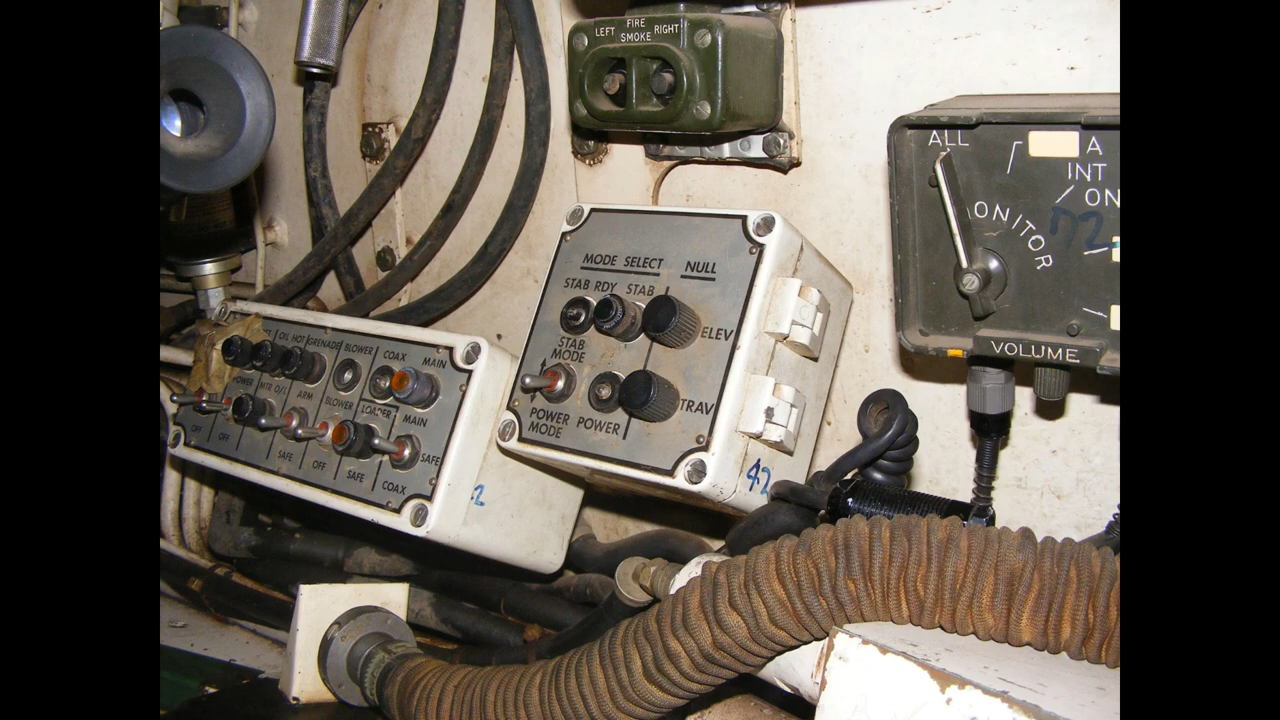 FIRE
LEFT RIGHT
SMOKE
ALL
A
INT
ON
MONITOR
VOLUME
MODE SELECT NULL
STAB RDY STAB
ELEV
STAB
MODE
TRAV
POWER
MODE
POWER
42
OIL HOT GRENADE BLOWER COAX MAIN
POWER MTR O/L ARM BLOWER LOADER MAIN
OFF OFF SAFE OFF SAFE COAX SAFE
2